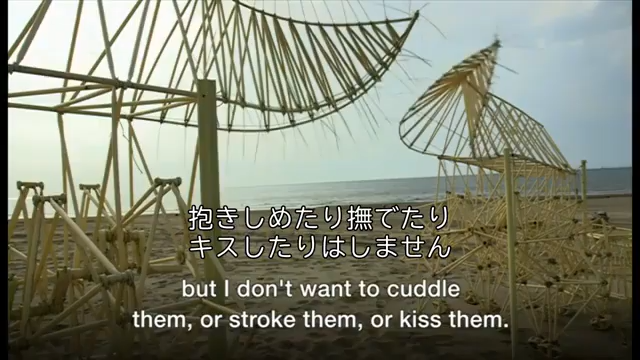 抱きしめたり撫でたり
キスしたりはしません
but I don't want to cuddle
them, or stroke them, or kiss them.